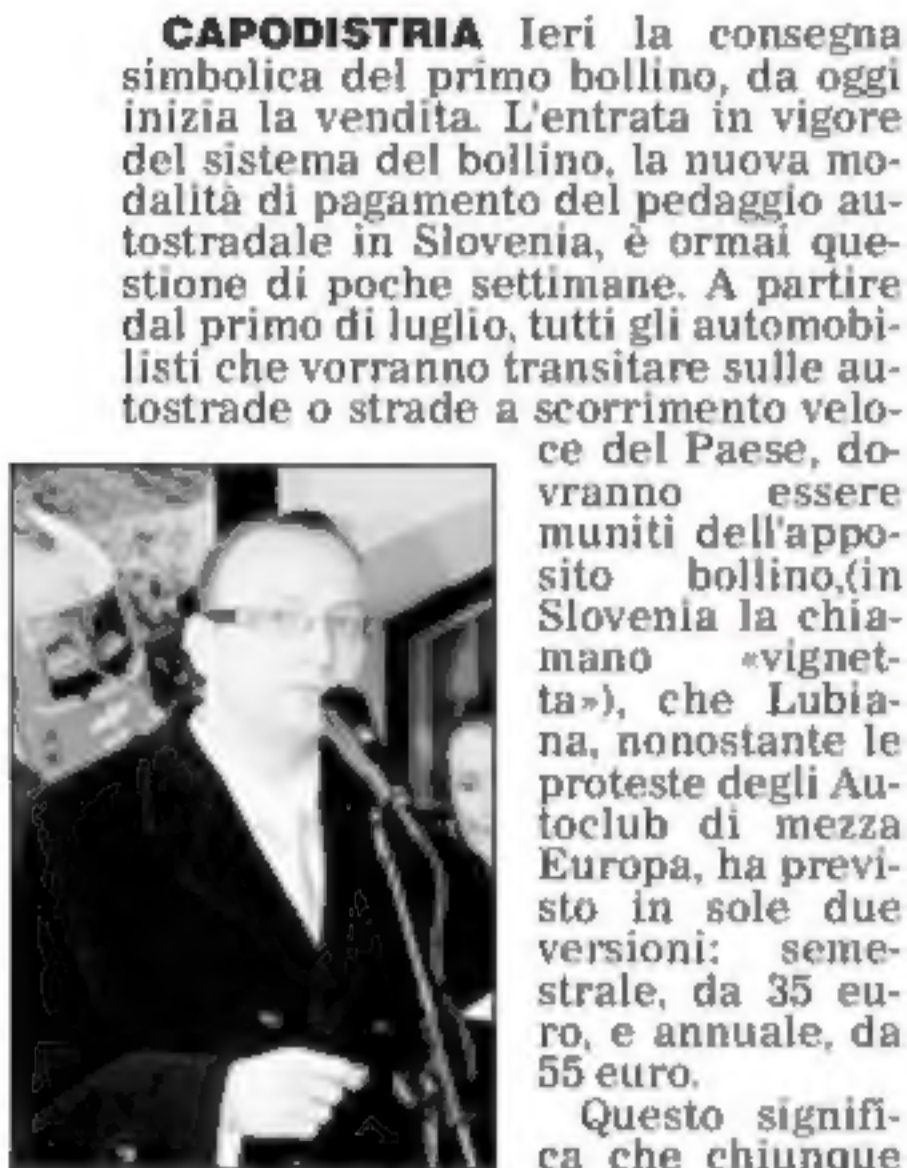 CAPODISTRIA Ieri la consegna
simbolica del primo bollino, da oggi
inizia la vendita. L'entrata in vigore
del sistema del bollino, la nuova mo-
dalità di pagamento del pedaggio au-
tostradale in Slovenia, è ormai que-
stione di poche settimane. A partire
dal primo di luglio, tutti gli automobi-
listi che vorranno transitare sulle au-
tostrade o strade a scorrimento velo-
ce del Paese, do-
vranno essere
muniti dell'appo-
sito bollino,(in
Slovenia la chia-
mano «vignet-
ta»), che Lubia-
na, nonostante le
proteste degli Au-
toclub di mezza
Europa, ha previ-
sto in sole due
versioni: seme-
strale, da 35 eu-
ro, e annuale, da
55 euro.
Questo signifi-
ca che chiunque